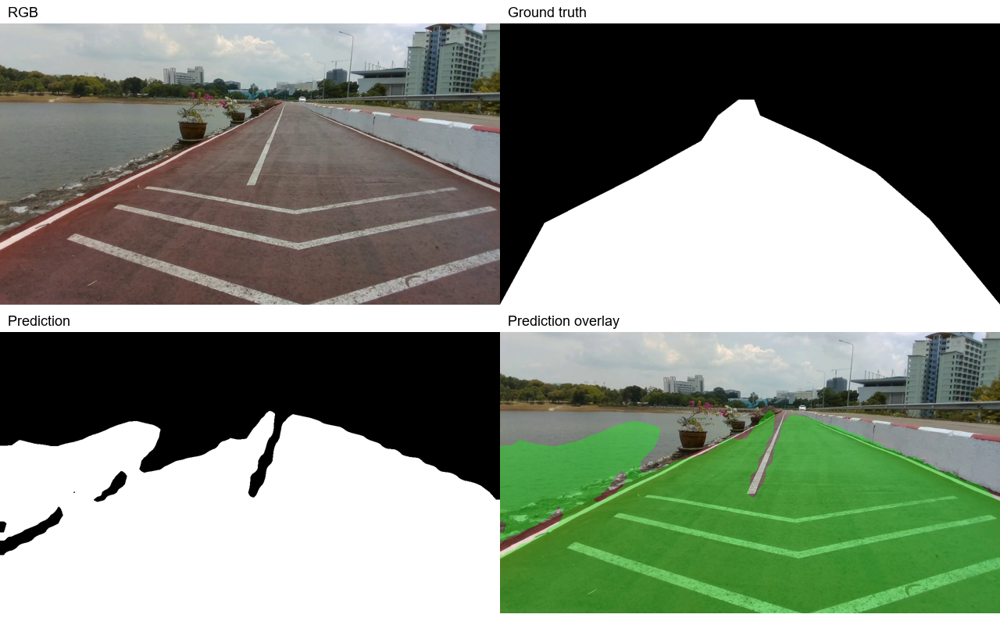 RGB
Ground truth
Prediction
Prediction overlay